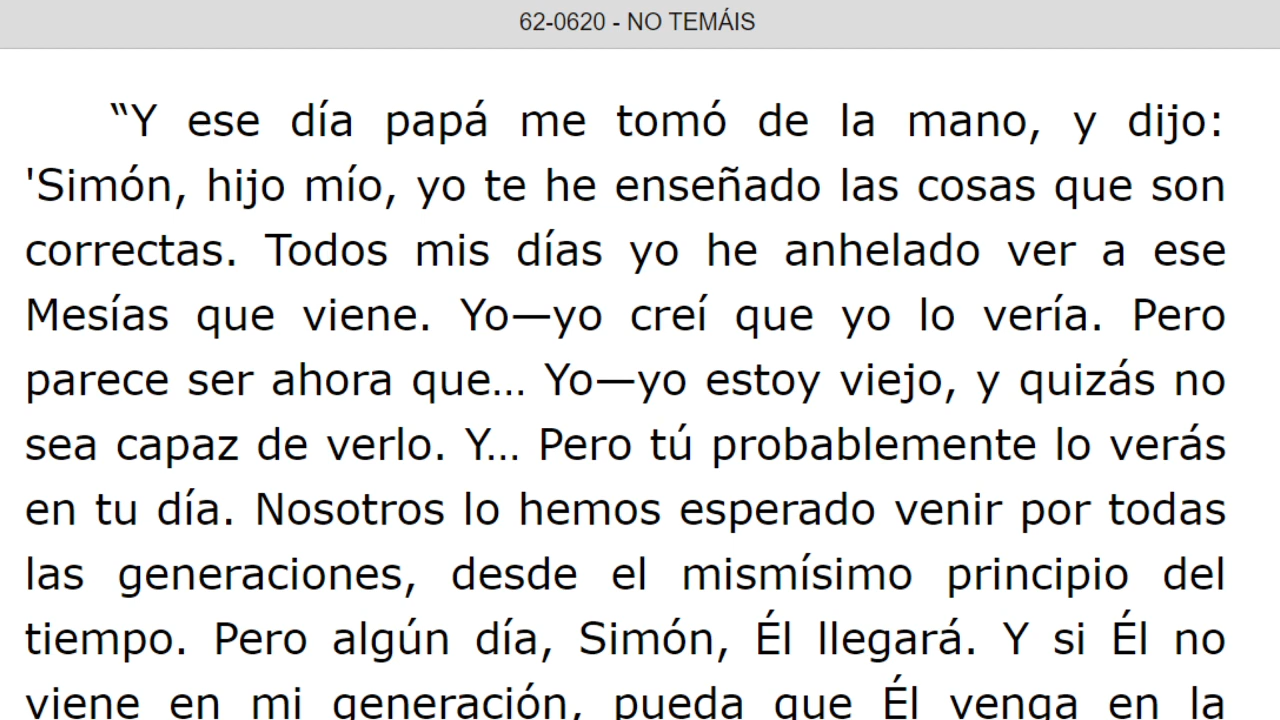 62-0620 - NO TEMÁIS
“Y ese día papá me tomó de la mano, y dijo:
'Simón, hijo mío, yo te he enseñado las cosas que son
correctas. Todos mis días yo he anhelado ver a ese
Mesías que viene. Yo—yo creí que yo lo vería. Pero
parece ser ahora que… Yo—yo estoy viejo, y quizás no
sea capaz de verlo. Y… Pero tú probablemente lo verás
en tu día. Nosotros lo hemos esperado venir por todas
las generaciones, desde el mismísimo principio del
tiempo. Pero algún día, Simón, Él llegará. Y si Él no
viene en mi generación, pueda que Él venga en la